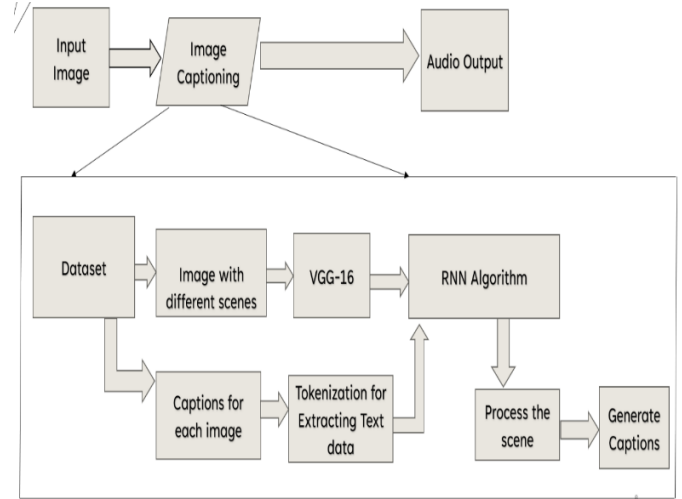 Input
Image
Image
Captioning
Audio Output
Dataset
Image with
different scenes
VGG-16
RNN Algorithm
Captions for
each image
Tokenization for
Extracting Text
data
Process the
scene
Generate
Captions